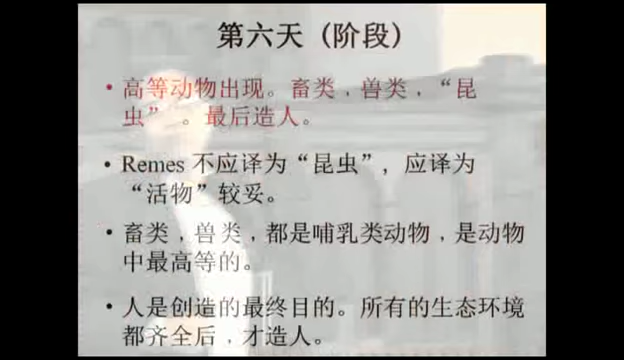 第六天（阶段）
• 高等动物出现。畜类，兽类，“昆
虫” 。最后造人。
• Remes 不应译为“昆虫”，应译为
“活物”较妥。
• 畜类，兽类，都是哺乳类动物，是动物
中最高等的。
• 人是创造的最终目的。所有的生态环境
都齐全后，才造人。